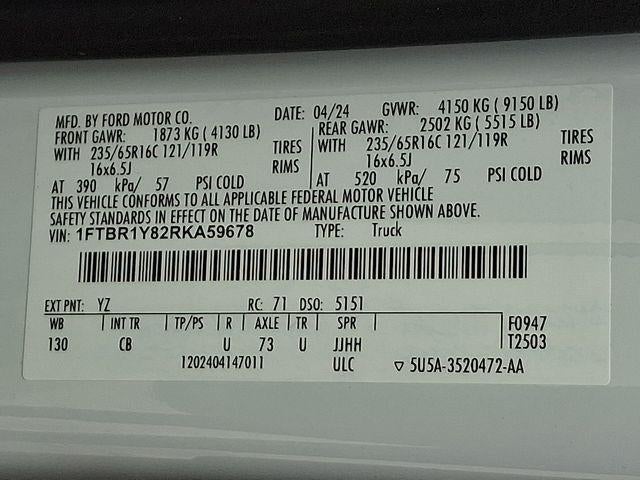 MFD. BY FORD MOTOR CO. DATE: 04/24 GVWR: 4150 KG ( 9150 LB)
FRONT GAWR: 1873 KG ( 4130 LB) REAR GAWR: 2502 KG ( 5515 LB)
WITH 235/65R16C 121/119R TIRES WITH 235/65R16C 121/119R TIRES
16x6.5J RIMS 16x6.5J RIMS
AT 390 kPa/ 57 PSI COLD AT 520 kPa/ 75 PSI COLD
THIS VEHICLE CONFORMS TO ALL APPLICABLE FEDERAL MOTOR VEHICLE
SAFETY STANDARDS IN EFFECT ON THE DATE OF MANUFACTURE SHOWN ABOVE.
VIN: 1FTBR1Y82RKA59678 TYPE: Truck
EXT PNT: YZ RC: 71 DSO: 5151
WB INT TR TP/PS R AXLE TR SPR F0947
130 CB U 73 U JJHH T2503
1202404147011 ULC ▽ 5U5A-3520472-AA